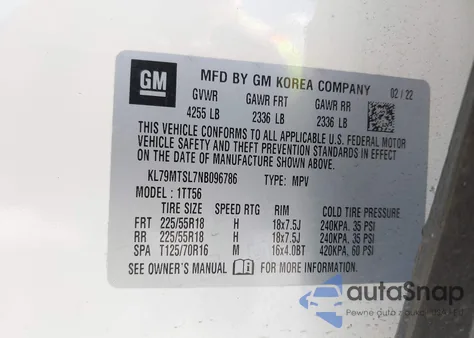 GM
MFD BY GM KOREA COMPANY 02 / 22
GVWR GAWR FRT GAWR RR
4255 LB 2336 LB 2336 LB
THIS VEHICLE CONFORMS TO ALL APPLICABLE U.S. FEDERAL MOTOR
VEHICLE SAFETY AND THEFT PREVENTION STANDARDS IN EFFECT ON THE
DATE OF MANUFACTURE SHOWN ABOVE.
KL79MTSL7NB096786 TYPE: MPV
MODEL: 1TT56
TIRE SIZE SPEED RTG RIM COLD TIRE PRESSURE
FRT 225/55R18 H 18x7.5J 240KPA, 35 PSI
RR 225/55R18 H 18x7.5J 240KPA, 35 PSI
SPA T125/70R16 M 16x4.0BT 420KPA, 60 PSI
SEE OWNER'S MANUAL FOR MORE INFORMATION.
autoSnap
Pewne auto z USA